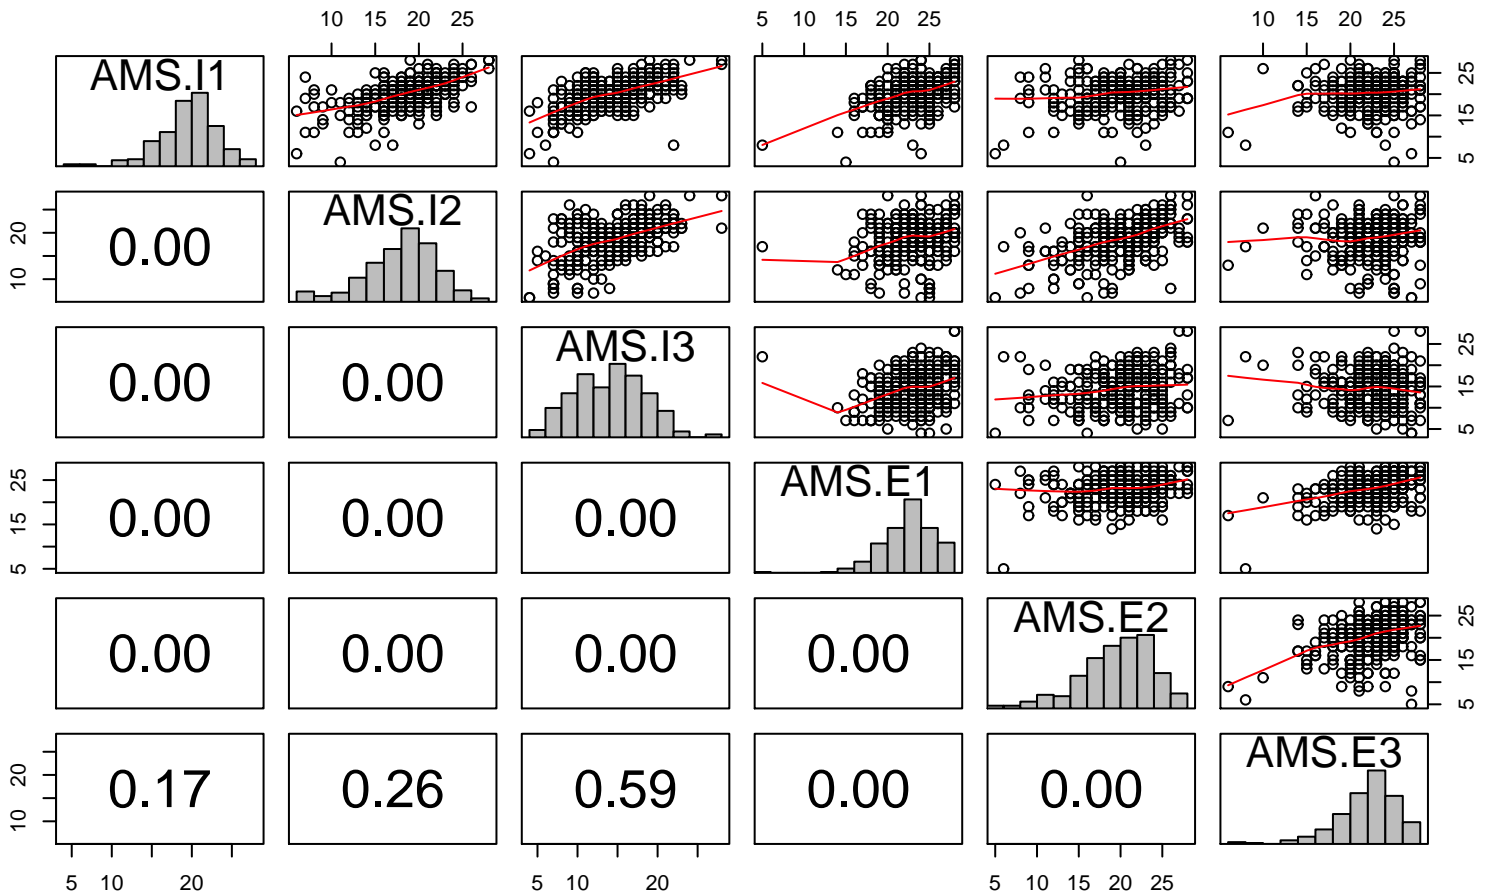 10 15 20 25 5 10 15 20 25 10 15 20 25
AMS.I1 5 15 25
10 20 0.00 AMS.I2
0.00 0.00 AMS.I3 5 15 25
5 15 25 0.00 0.00 0.00 AMS.E1
0.00 0.00 0.00 0.00 AMS.E2 5 15 25
10 20 0.17 0.26 0.59 0.00 0.00 AMS.E3
5 10 20 5 10 20 5 10 15 20 25